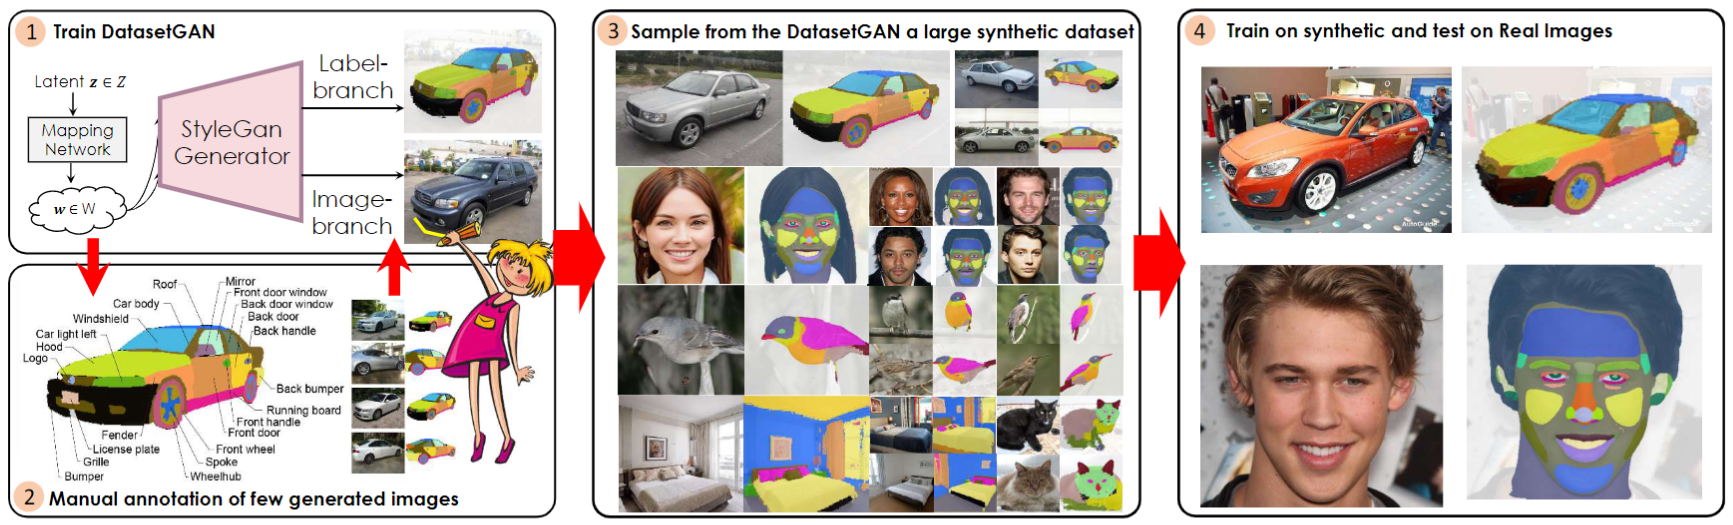 1 Train DatasetGAN
Latent z ∈ Z
Mapping
Network
w ∈ W
StyleGan
Generator
Label-
branch
Image-
branch
Roof
Mirror
Front door window
Back door window
Back door
Back handle
Car body
Windshield
Car light left
Hood
Logo
Back bumper
Running board
Front handle
Front door
Front wheel
Spoke
Wheelhub
Fender
License plate
Grille
Bumper
2 Manual annotation of few generated images
3 Sample from the DatasetGAN a large synthetic dataset
4 Train on synthetic and test on Real Images
AutoGuide